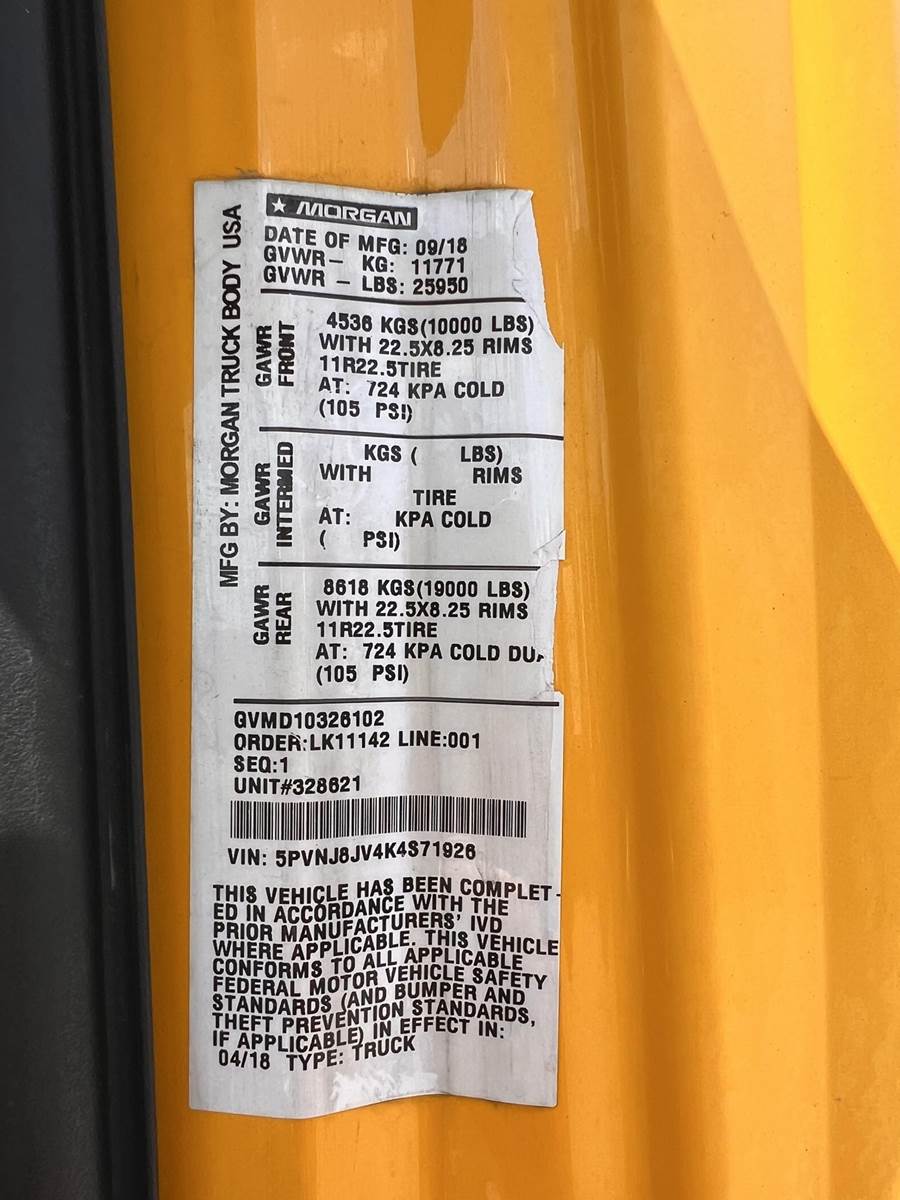 MORGAN
MFG BY: MORGAN TRUCK BODY USA
DATE OF MFG: 09/18
GVWR- KG: 11771
GVWR - LBS: 25950
GAWR
FRONT
4536 KGS(10000 LBS)
WITH 22.5X8.25 RIMS
11R22.5TIRE
AT: 724 KPA COLD
(105 PSI)
GAWR
INTERMED
KGS ( LBS)
WITH RIMS
TIRE
AT: KPA COLD
( PSI)
GAWR
REAR
8618 KGS(19000 LBS)
WITH 22.5X8.25 RIMS
11R22.5TIRE
AT: 724 KPA COLD
(105 PSI)
GVMD10326102
ORDER:LK11142 LINE:001
SEQ:1
UNIT#328621
VIN: 5PVNJ8JV4K4S71926
THIS VEHICLE HAS BEEN COMPLET-
ED IN ACCORDANCE WITH THE
PRIOR MANUFACTURERS' IVD
WHERE APPLICABLE. THIS VEHICLE
CONFORMS TO ALL APPLICABLE
FEDERAL MOTOR VEHICLE SAFETY
STANDARDS (AND BUMPER AND
THEFT PREVENTION STANDARDS,
IF APPLICABLE) IN EFFECT IN:
04/18 TYPE: TRUCK